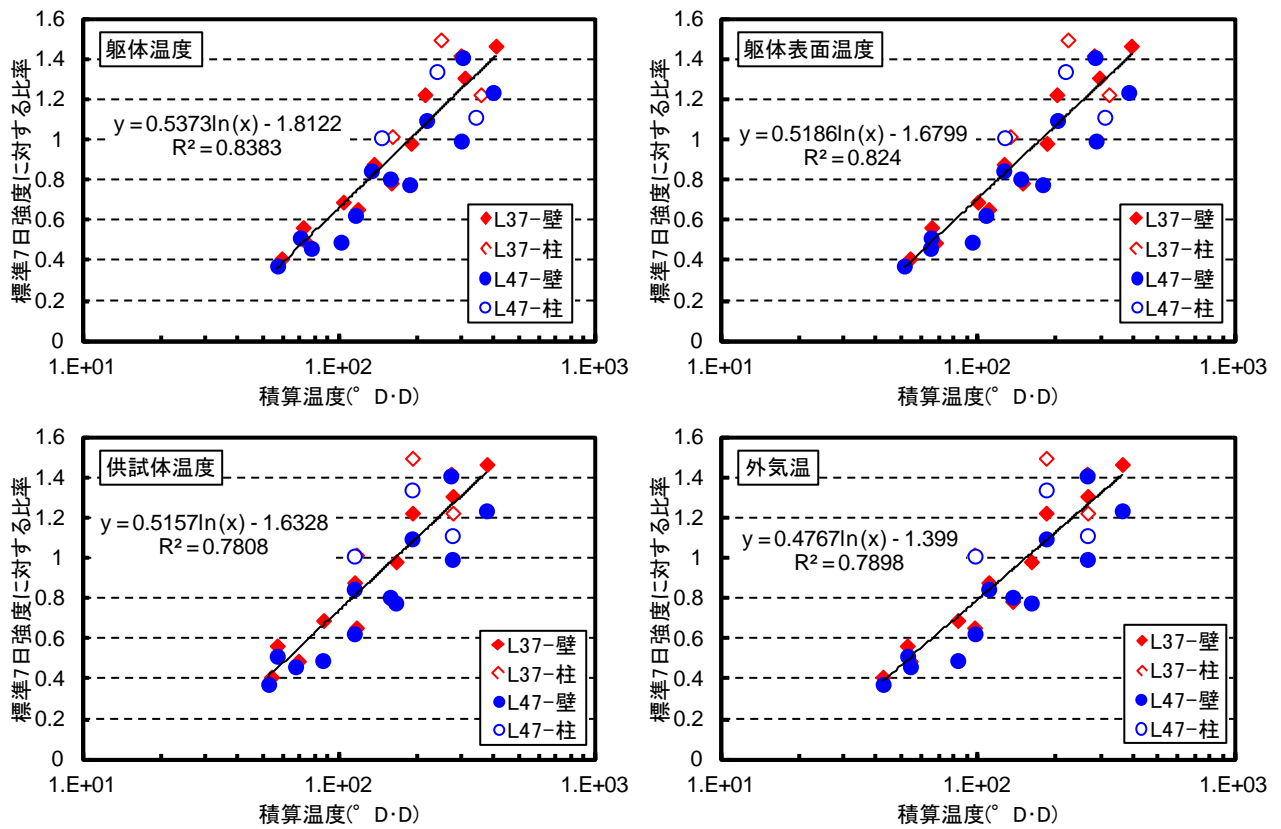 標準7日強度に対する比率
1.6
1.4
1.2
1
0.8
0.6
0.4
0.2
0
躯体温度
y = 0.5373ln(x) - 1.8122
R² = 0.8383
L37-壁
L37-柱
L47-壁
L47-柱
1.E+01
1.E+02
1.E+03
積算温度(°D・D)
標準7日強度に対する比率
1.6
1.4
1.2
1
0.8
0.6
0.4
0.2
0
躯体表面温度
y = 0.5186ln(x) - 1.6799
R² = 0.824
L37-壁
L37-柱
L47-壁
L47-柱
1.E+01
1.E+02
1.E+03
積算温度(°D・D)
標準7日強度に対する比率
1.6
1.4
1.2
1
0.8
0.6
0.4
0.2
0
供試体温度
y = 0.5157ln(x) - 1.6328
R² = 0.7808
L37-壁
L37-柱
L47-壁
L47-柱
1.E+01
1.E+02
1.E+03
積算温度(°D・D)
標準7日強度に対する比率
1.6
1.4
1.2
1
0.8
0.6
0.4
0.2
0
外気温
y = 0.4767ln(x) - 1.399
R² = 0.7898
L37-壁
L37-柱
L47-壁
L47-柱
1.E+01
1.E+02
1.E+03
積算温度(°D・D)